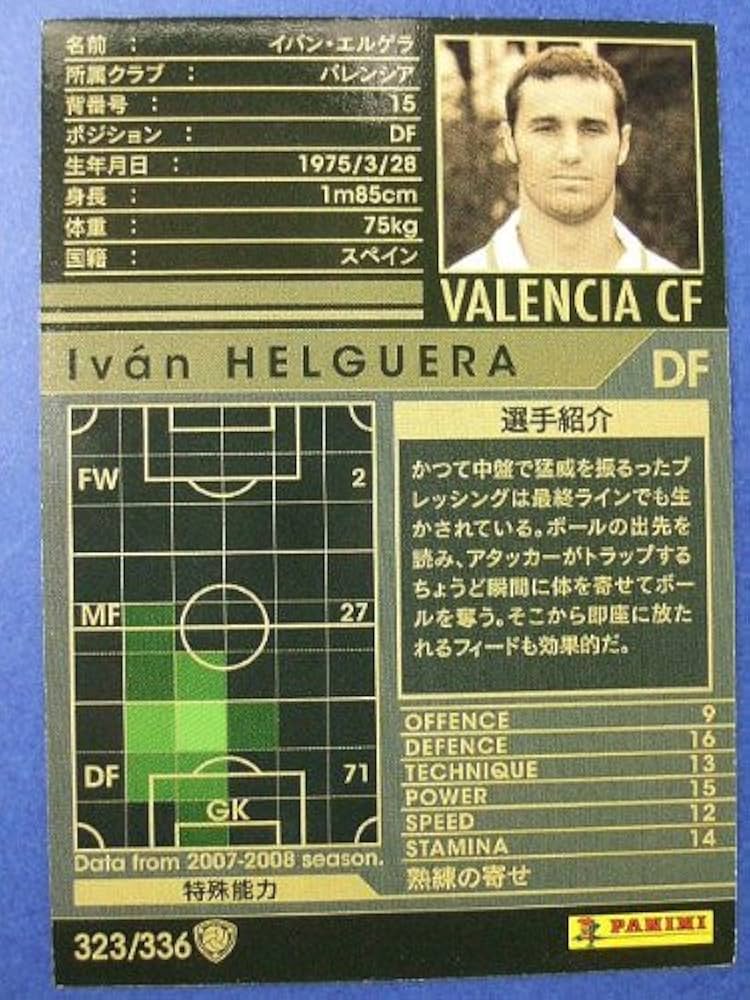 名前 : イバン・エルゲラ
所属クラブ : バレンシア
背番号 : 15
ポジション : DF
生年月日 : 1975/3/28
身長 : 1m85cm
体重 : 75kg
国籍 : スペイン
VALENCIA CF
Iván HELGUERA DF
FW 2
MF 27
DF 71
GK
Data from 2007-2008 season.
特殊能力
選手紹介
かつて中盤で猛威を振るったプ
レッシングは最終ラインでも生
かされている。ボールの出先を
読み、アタッカーがトラップする
ちょうど瞬間に体を寄せてボー
ルを奪う。そこから即座に放た
れるフィードも効果的だ。
OFFENCE 9
DEFENCE 16
TECHNIQUE 13
POWER 15
SPEED 12
STAMINA 14
熟練の寄せ
323/336
PANINI